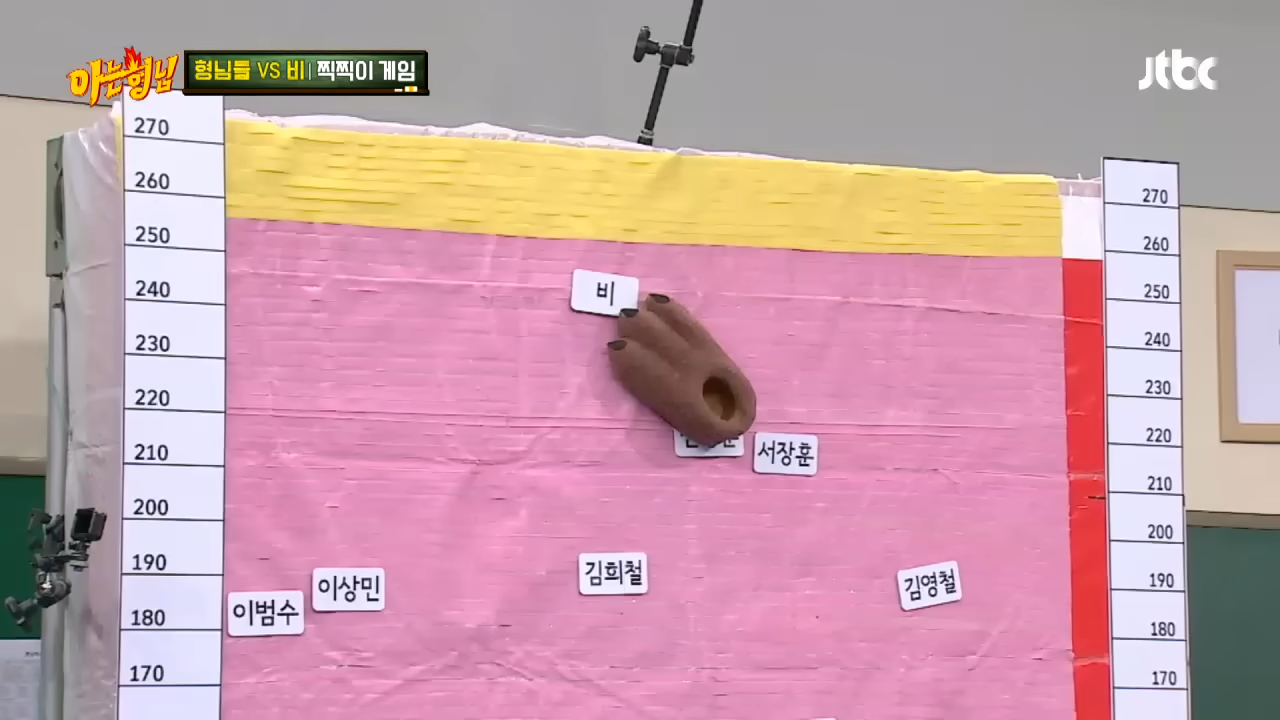 아는형님
형님들 VS 비 | 찍찍이 게임
jtbc
270
260
250
240
230
220
210
200
190
180
170
비
서장훈
김희철
이상민
이범수
김영철
270
260
250
240
230
220
210
200
190
180
170